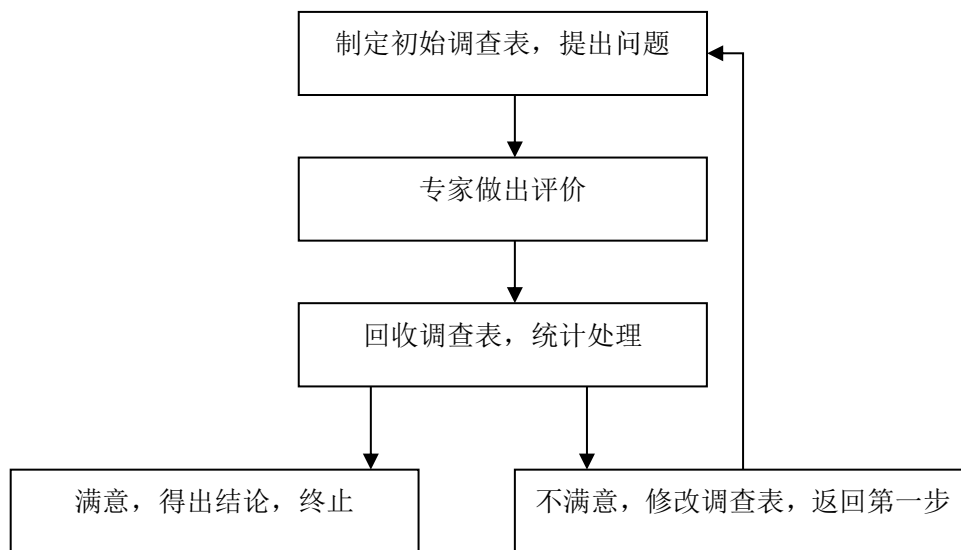 制定初始调查表，提出问题
专家做出评价
回收调查表，统计处理
满意，得出结论，终止
不满意，修改调查表，返回第一步